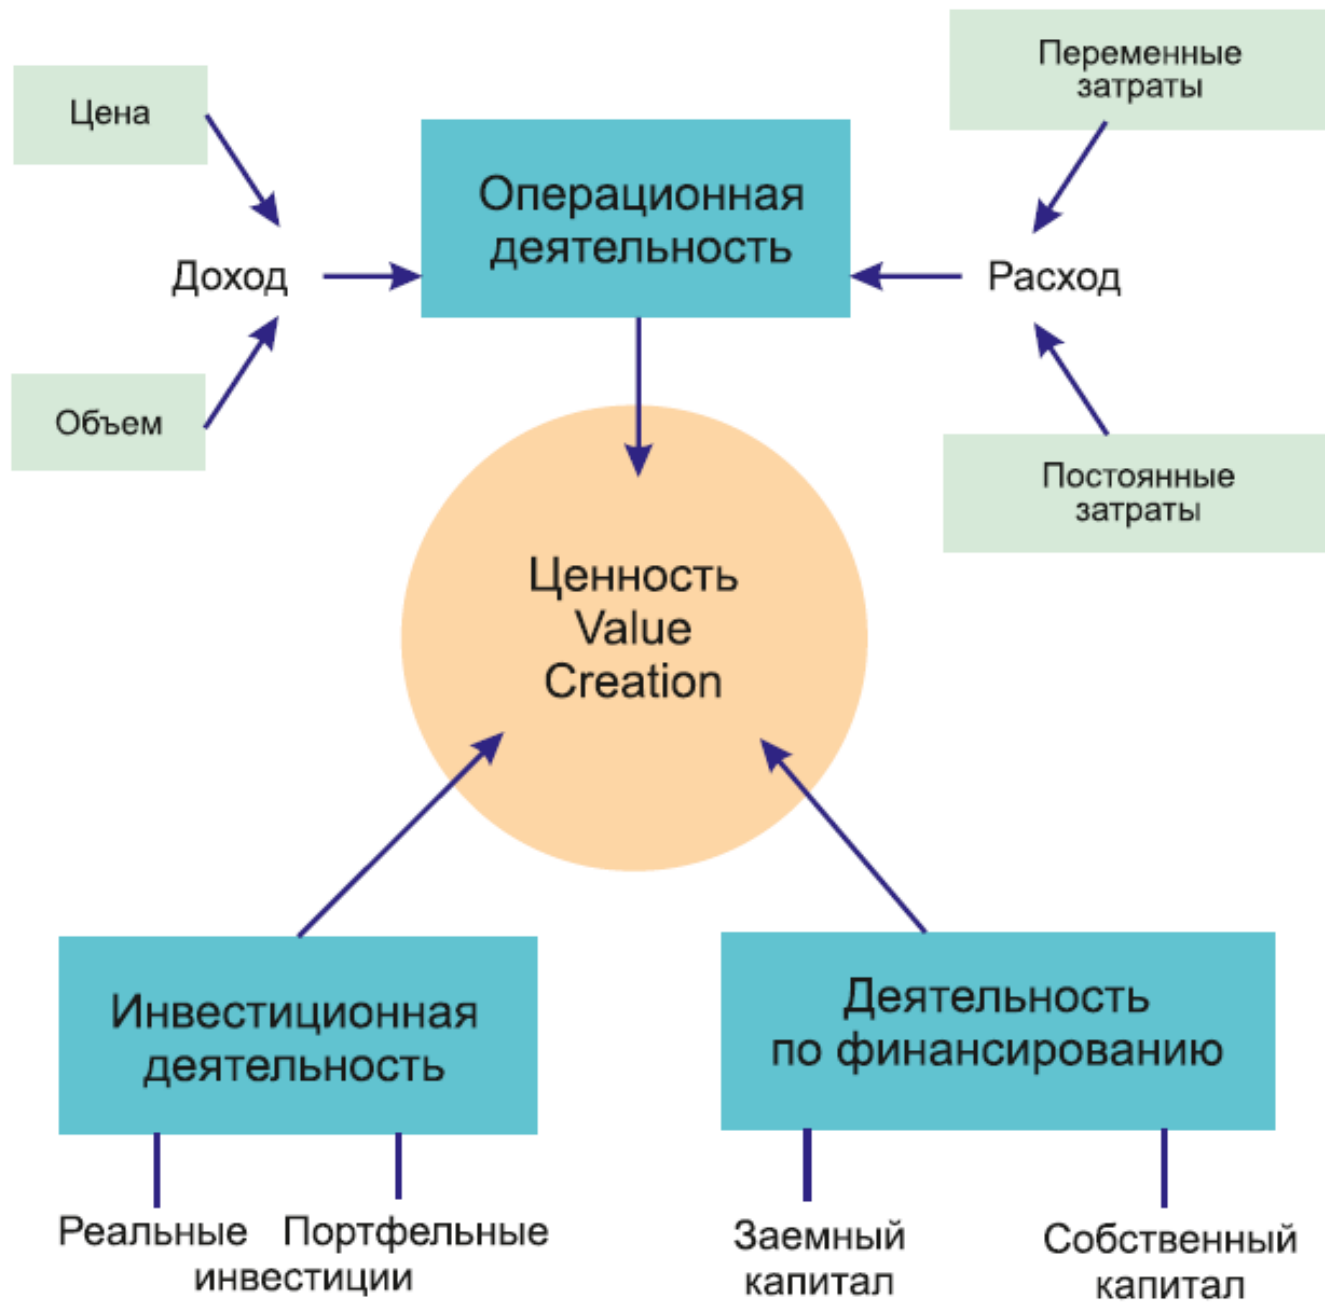 Переменные
затраты
Цена
Операционная
деятельность
Доход
Расход
Объем
Постоянные
затраты
Ценность
Value
Creation
Инвестиционная
деятельность
Деятельность
по финансированию
Реальные Портфельные
инвестиции
Заемный
капитал
Собственный
капитал